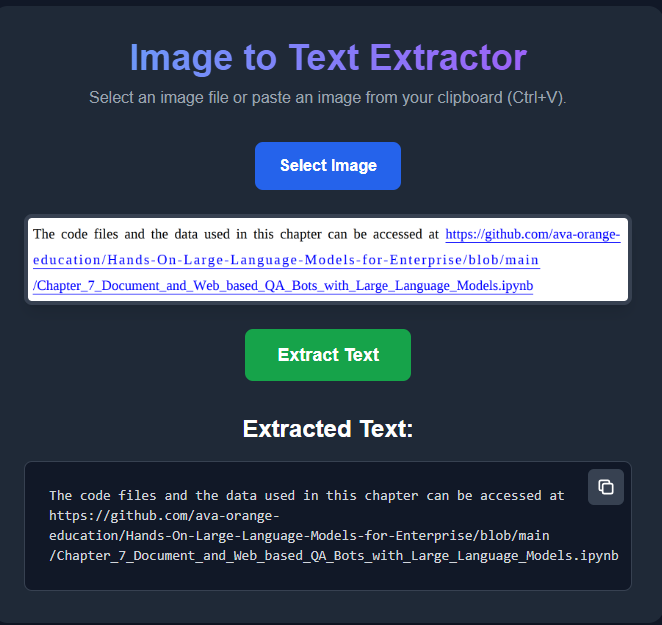 Image to Text Extractor
Select an image file or paste an image from your clipboard (Ctrl+V).
Select Image
The code files and the data used in this chapter can be accessed at https://github.com/ava-orange-
education/Hands-On-Large-Language-Models-for-Enterprise/blob/main
/Chapter_7_Document_and_Web_based_QA_Bots_with_Large_Language_Models.ipynb
Extract Text
Extracted Text:
The code files and the data used in this chapter can be accessed at
https://github.com/ava-orange-
education/Hands-On-Large-Language-Models-for-Enterprise/blob/main
/Chapter_7_Document_and_Web_based_QA_Bots_with_Large_Language_Models.ipynb